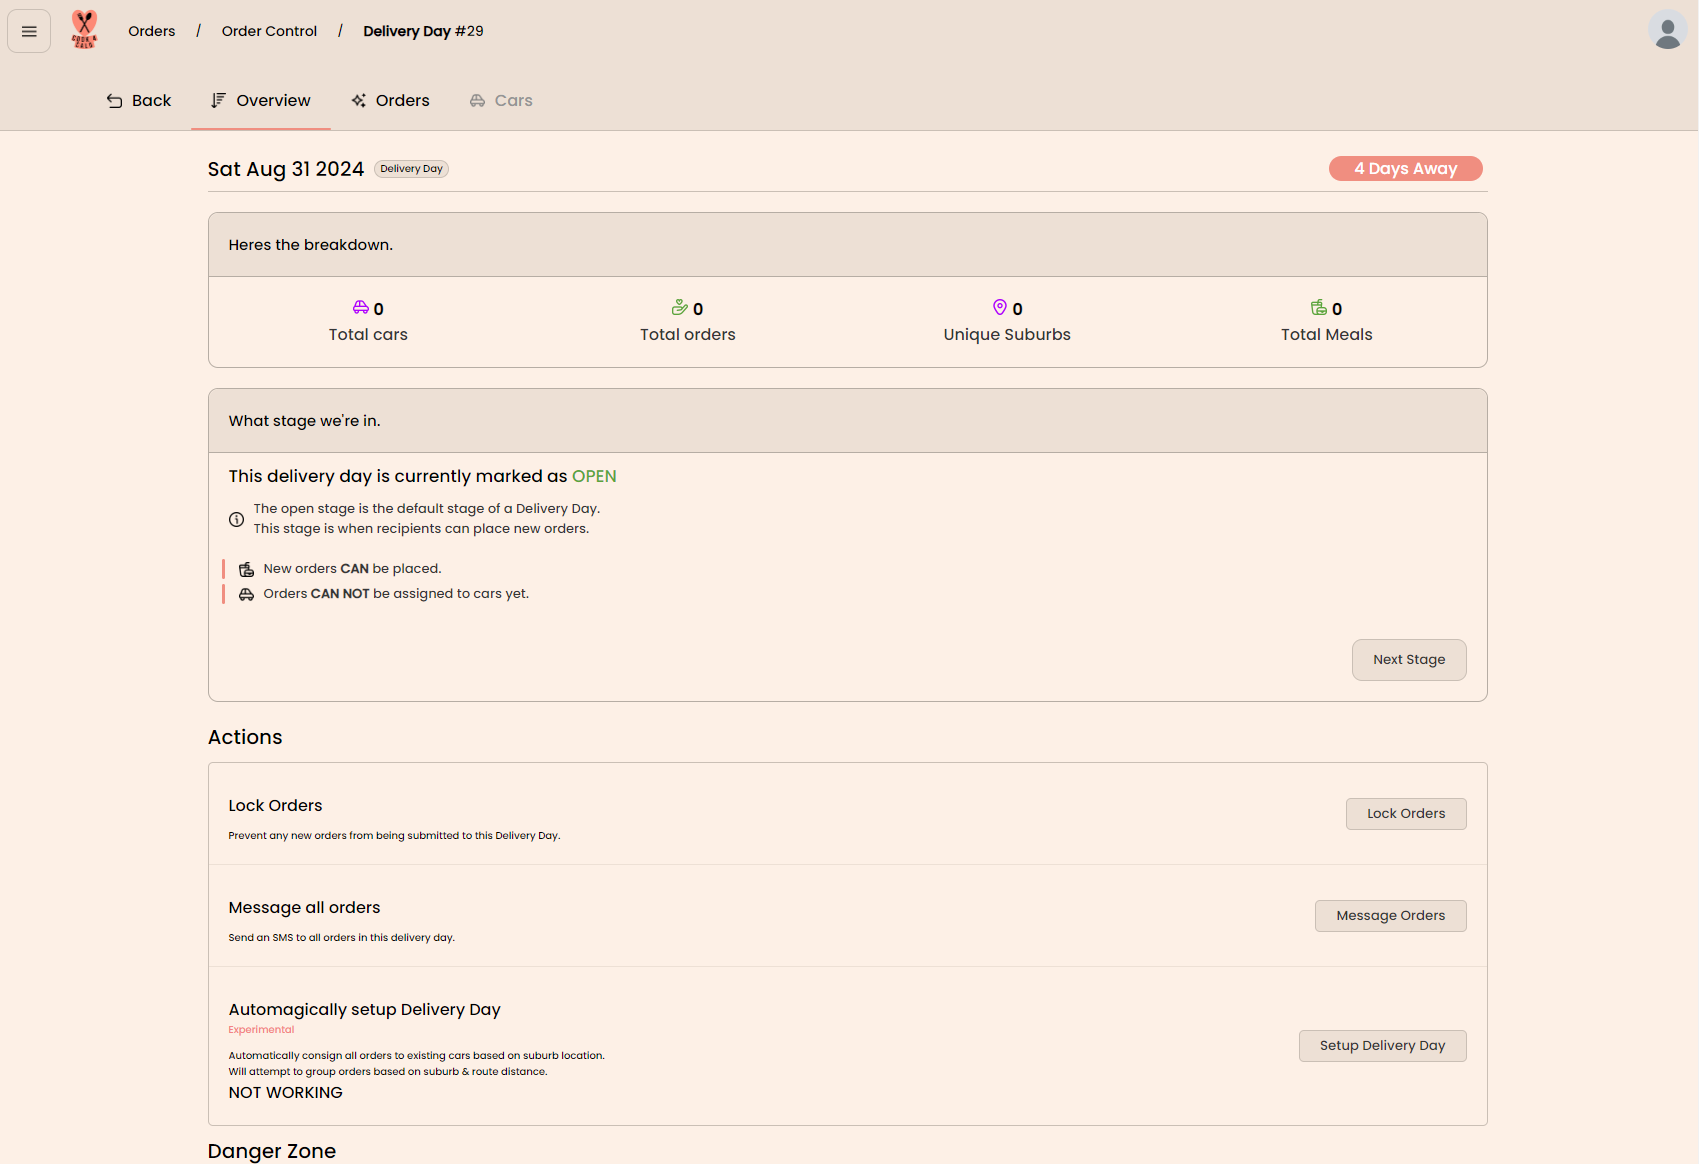 COOK A
CALD
Orders / Order Control / Delivery Day #29
Back Overview Orders Cars
Sat Aug 31 2024 Delivery Day 4 Days Away
Heres the breakdown.
0 0 0 0
Total cars Total orders Unique Suburbs Total Meals
What stage we're in.
This delivery day is currently marked as OPEN
The open stage is the default stage of a Delivery Day.
This stage is when recipients can place new orders.
New orders CAN be placed.
Orders CAN NOT be assigned to cars yet.
Next Stage
Actions
Lock Orders
Lock Orders
Prevent any new orders from being submitted to this Delivery Day.
Message all orders
Message Orders
Send an SMS to all orders in this delivery day.
Automagically setup Delivery Day
Experimental
Setup Delivery Day
Automatically consign all orders to existing cars based on suburb location.
Will attempt to group orders based on suburb & route distance.
NOT WORKING
Danger Zone